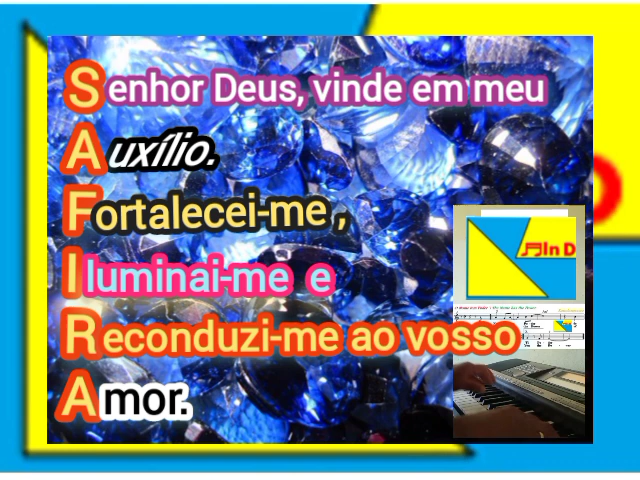 Senhor Deus, vinde em meu
Auxílio.
Fortalecei-me ,
Iluminai-me e
Reconduzi-me ao vosso
Amor.
In D